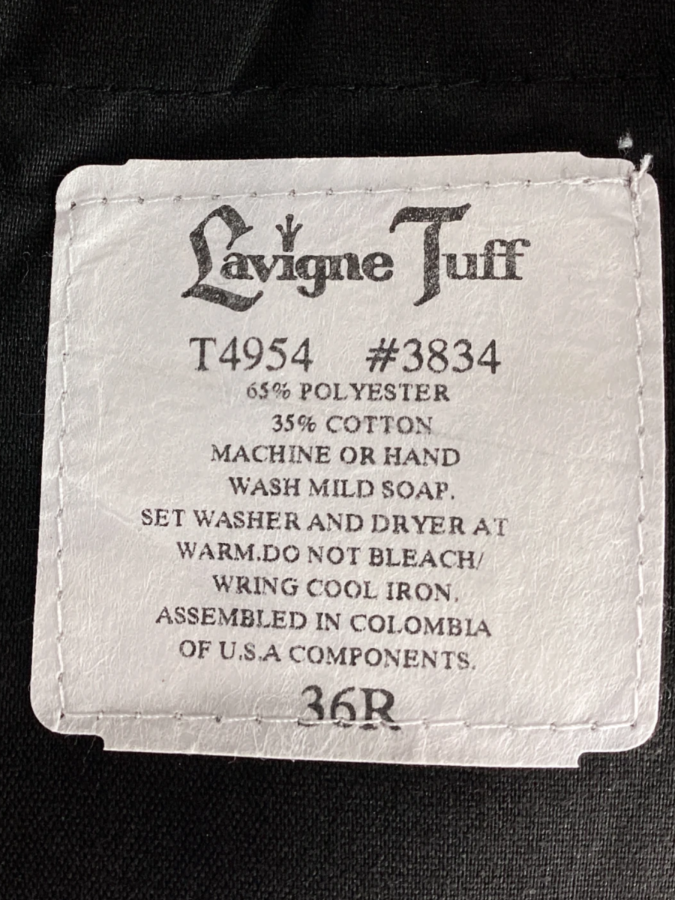 Lavigne Tuff
T4954 #3834
65% POLYESTER
35% COTTON
MACHINE OR HAND
WASH MILD SOAP.
SET WASHER AND DRYER AT
WARM.DO NOT BLEACH/
WRING COOL IRON.
ASSEMBLED IN COLOMBIA
OF U.S.A COMPONENTS.
36R